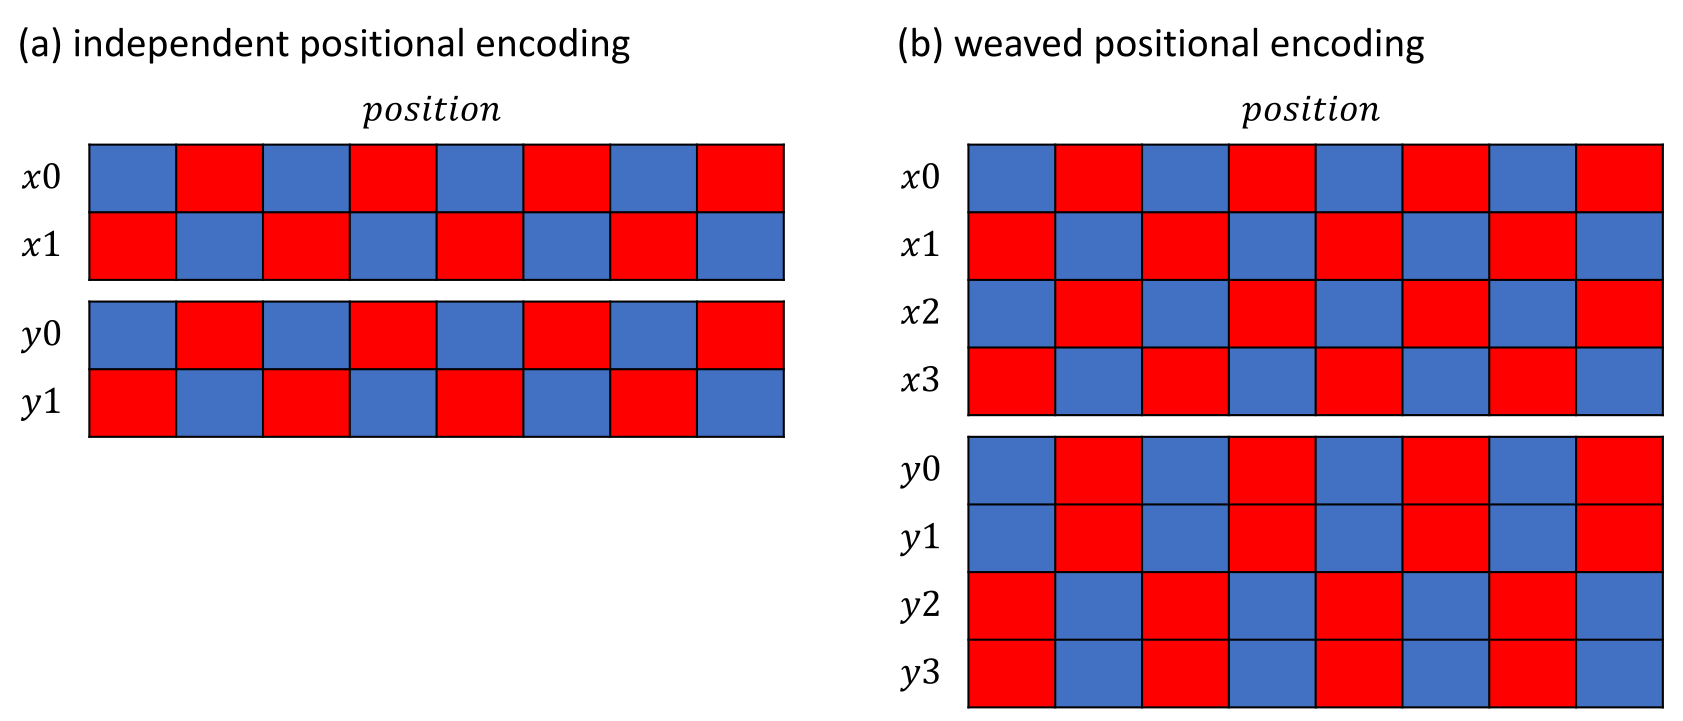 (a) independent positional encoding
position
x0
x1
y0
y1
(b) weaved positional encoding
position
x0
x1
x2
x3
y0
y1
y2
y3